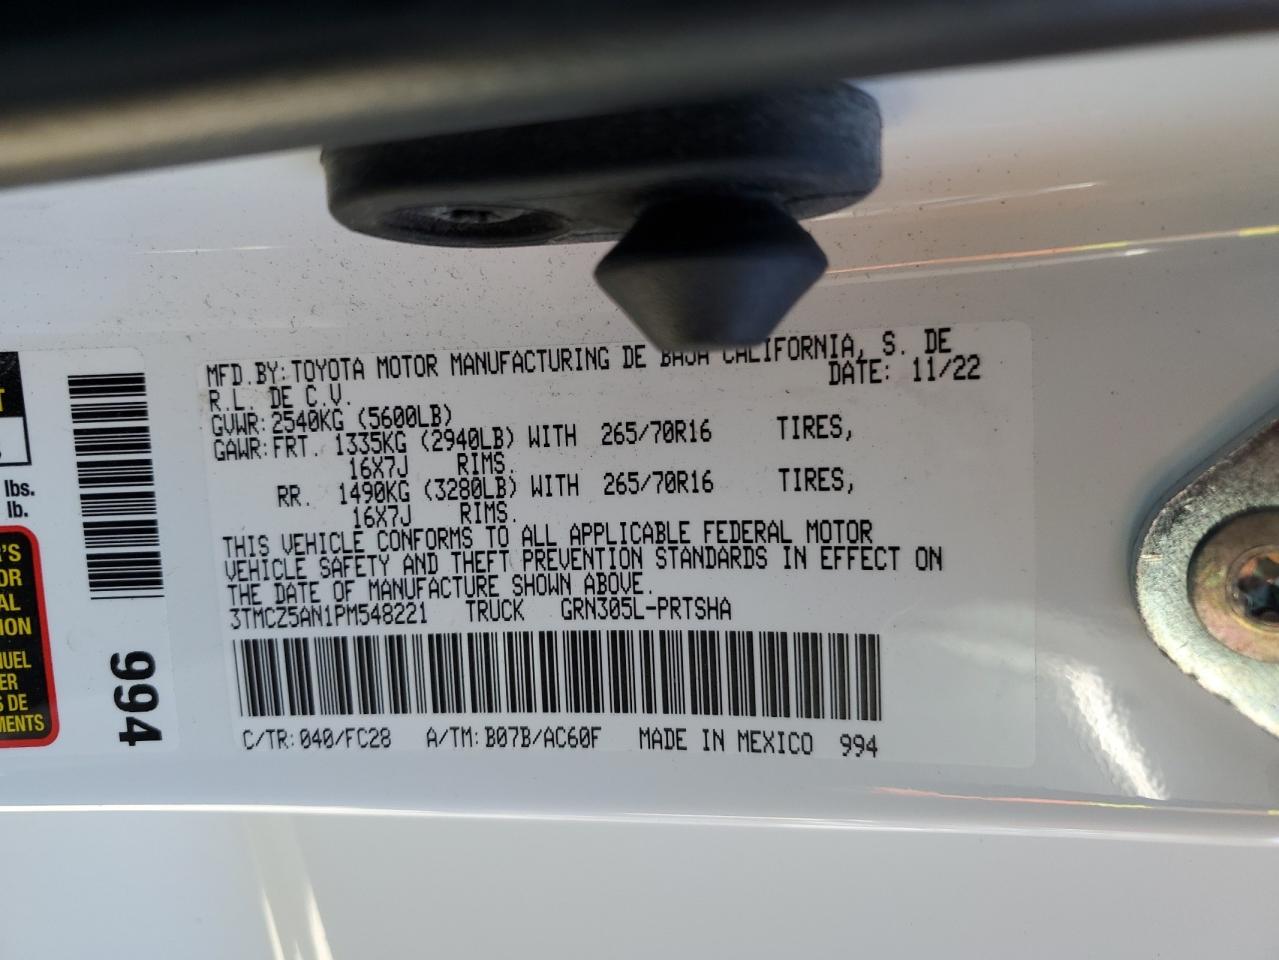 MFD.BY:TOYOTA MOTOR MANUFACTURING DE BAJA CALIFORNIA, S. DE
R.L. DE C.V. DATE: 11/22
GVWR:2540KG (5600LB)
GAWR:FRT. 1335KG (2940LB) WITH 265/70R16 TIRES,
16X7J RIMS.
RR. 1490KG (3280LB) WITH 265/70R16 TIRES,
16X7J RIMS.
THIS VEHICLE CONFORMS TO ALL APPLICABLE FEDERAL MOTOR
VEHICLE SAFETY AND THEFT PREVENTION STANDARDS IN EFFECT ON
THE DATE OF MANUFACTURE SHOWN ABOVE.
3TMCZ5AN1PM548221 TRUCK GRN305L-PRTSHA
C/TR:040/FC28 A/TM:B07B/AC60F MADE IN MEXICO 994
lbs.
lb.
994